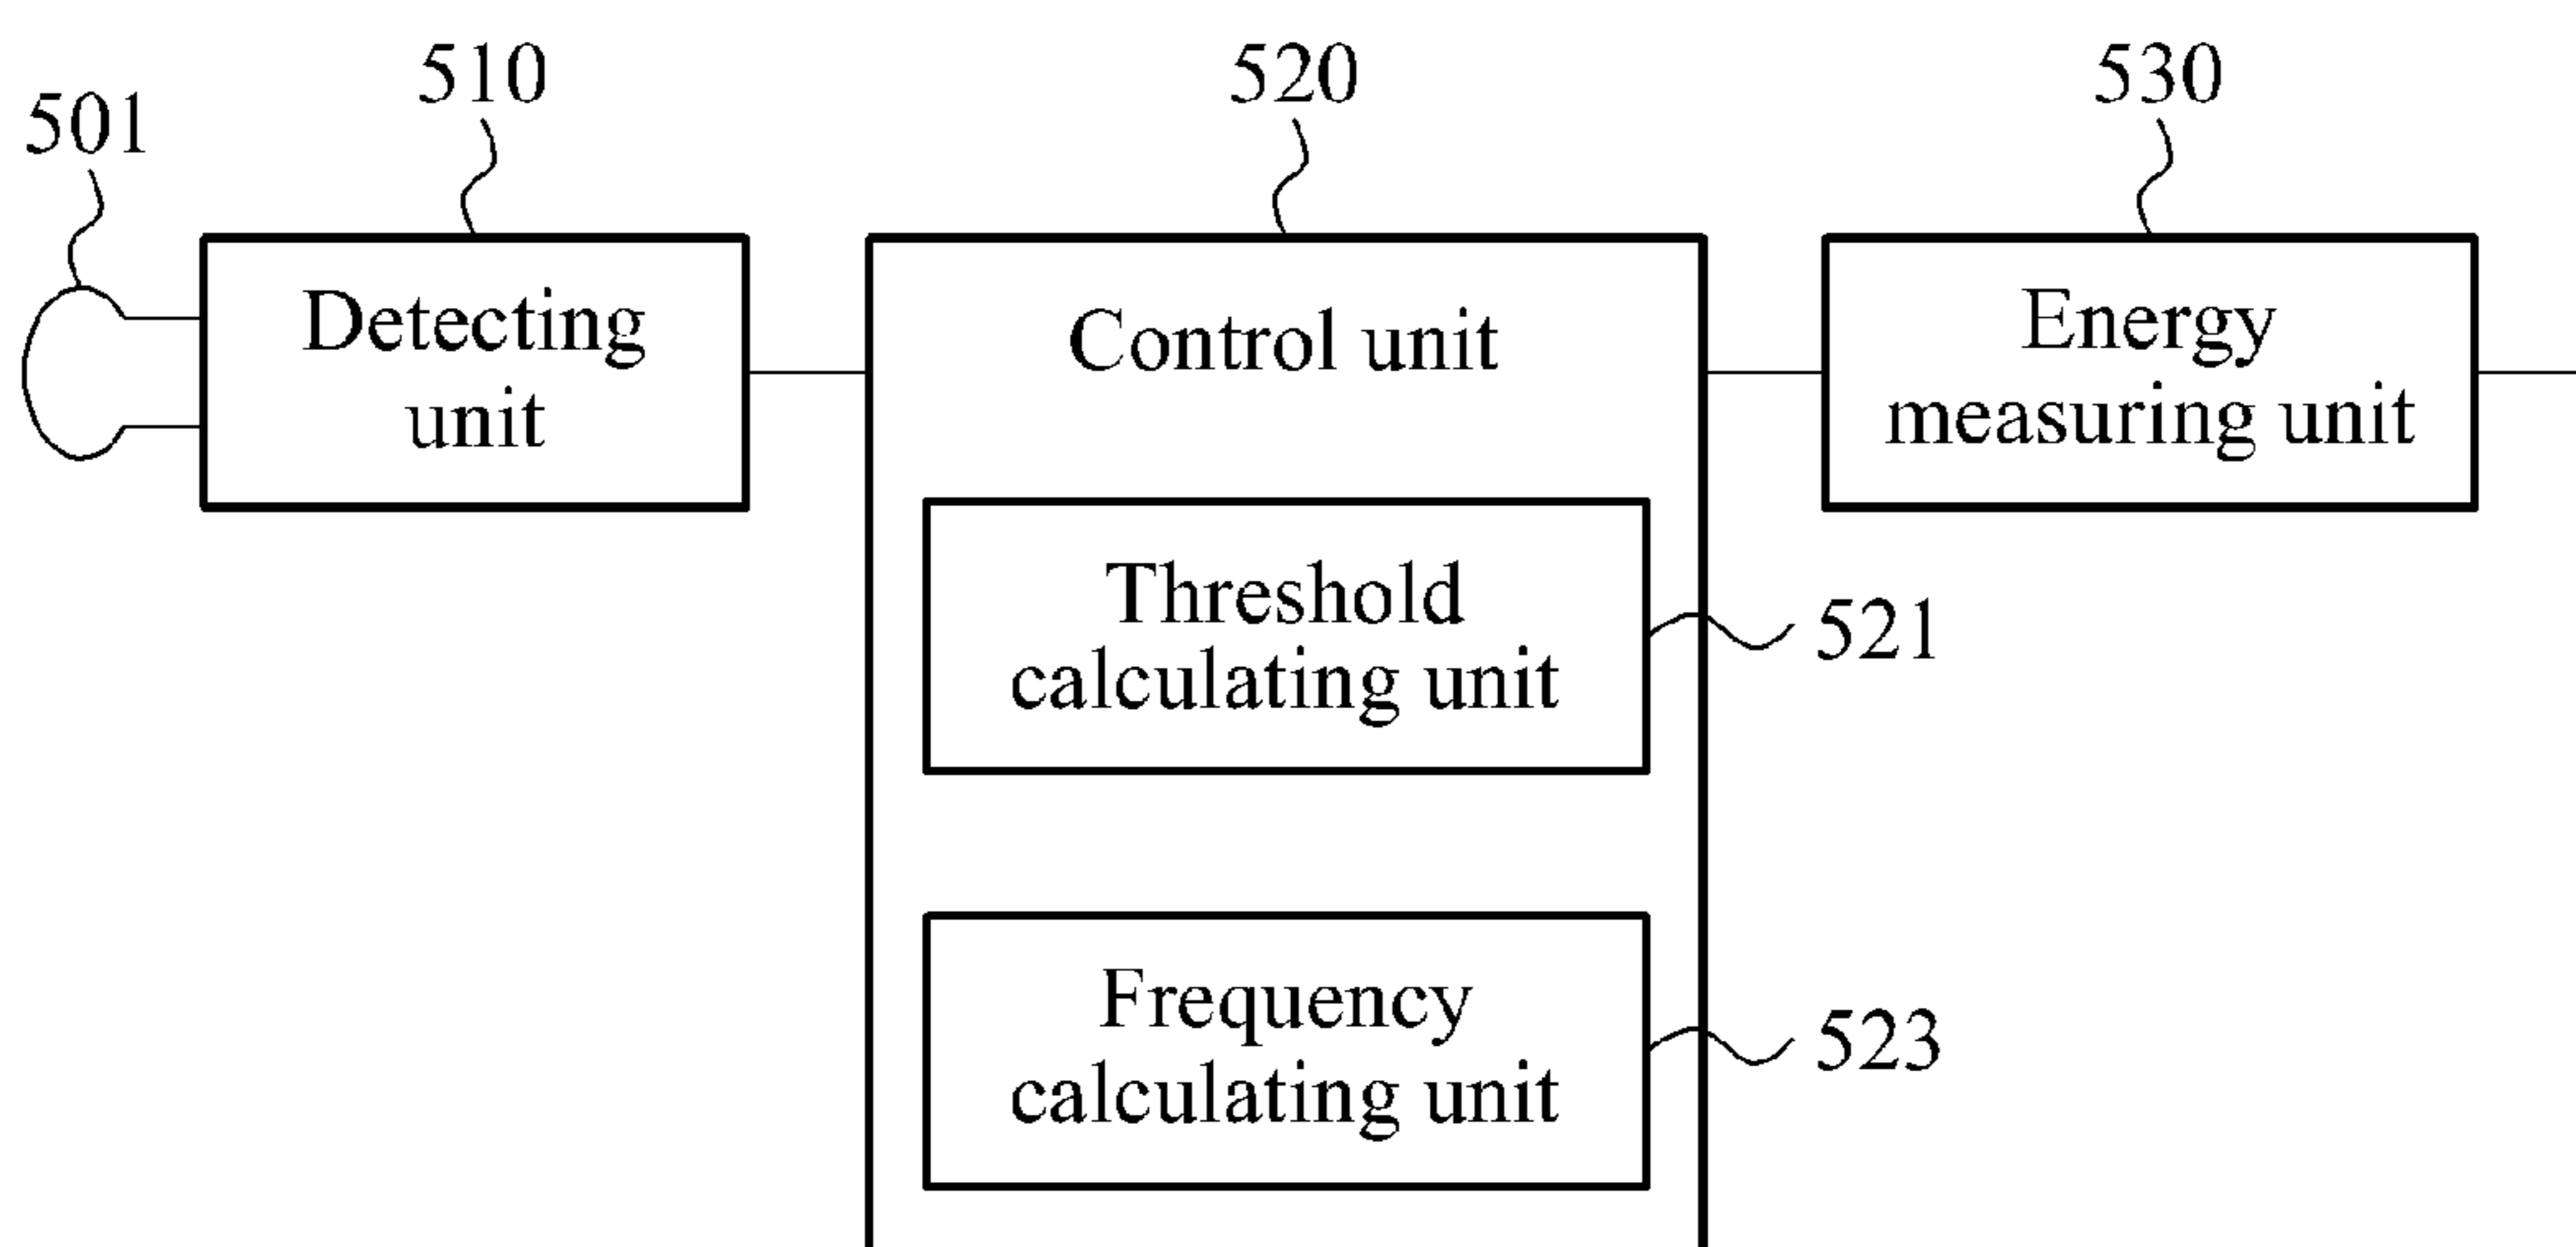 501
510
520
530
Detecting
unit
Control unit
Energy
measuring unit
Threshold
calculating unit
521
Frequency
calculating unit
523